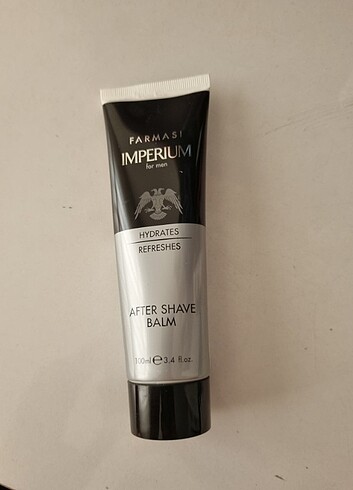 FARMASI
IMPERIUM
for men
HYDRATES
REFRESHES
AFTER SHAVE
BALM
100ml ℮ 3.4 fl.oz.